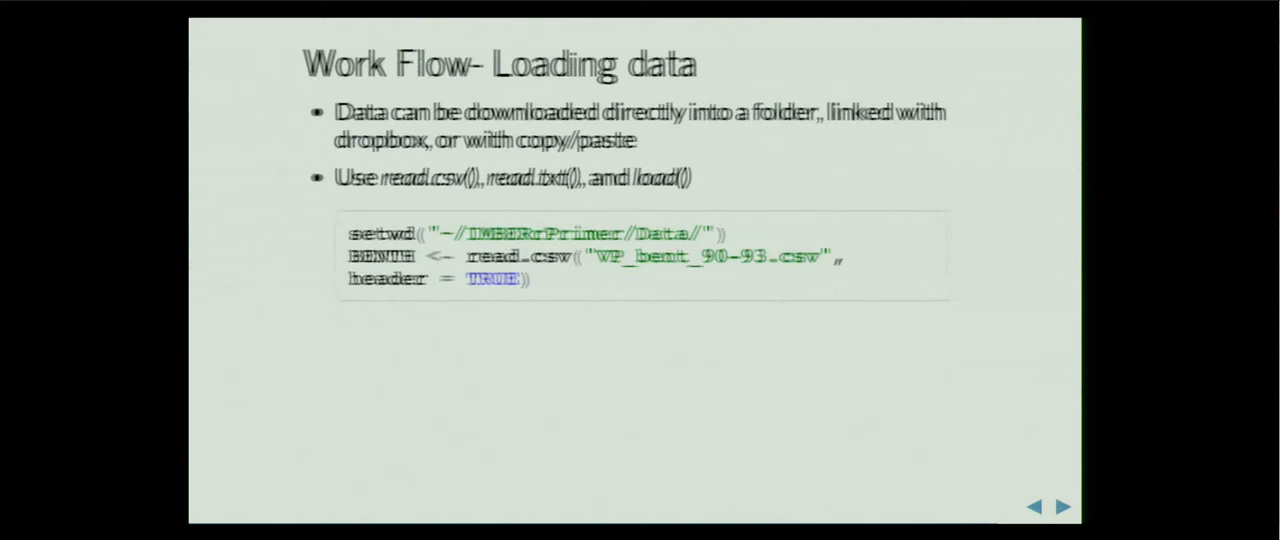 Work Flow- Loading data
• Data can be downloaded directly into a folder, linked with
dropbox, or with copy/paste
• Use read.csv(), read.txt(), and load()
setwd("~/IMBERrPrimer/Data/")
BENTH <- read.csv("VP_bent_90-93.csv",
header = TRUE)